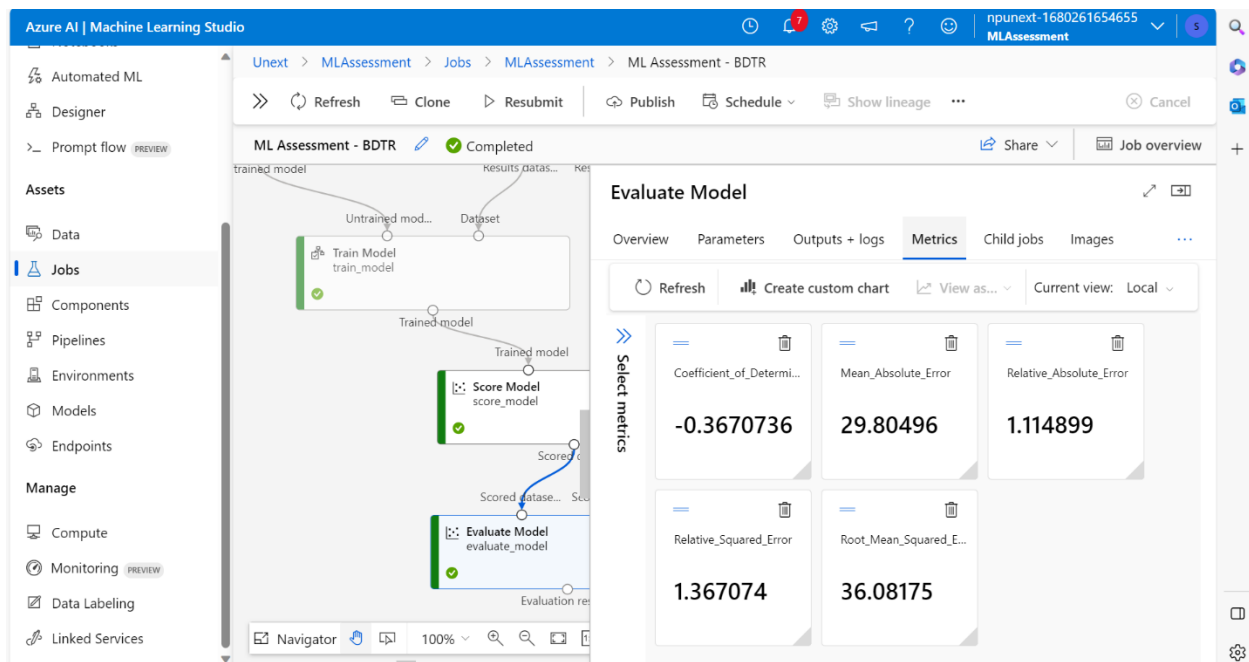 Azure AI | Machine Learning Studio
7
npunext-1680261654655
MLAssessment
S
Notebooks
Automated ML
Designer
Prompt flow PREVIEW
Assets
Data
Jobs
Components
Pipelines
Environments
Models
Endpoints
Manage
Compute
Monitoring PREVIEW
Data Labeling
Linked Services
Unext > MLAssessment > Jobs > MLAssessment > ML Assessment - BDTR
Refresh Clone Resubmit Publish Schedule Show lineage ... Cancel
ML Assessment - BDTR Completed Share Job overview
trained model Results datas... Res
Untrained mod... Dataset
Train Model
train_model
Trained model
Trained model
Score Model
score_model
Scored d
Scored datase... Sco
Evaluate Model
evaluate_model
Evaluation res
Navigator 100%
Evaluate Model
Overview Parameters Outputs + logs Metrics Child jobs Images ...
Refresh Create custom chart View as... Current view: Local
Select metrics
Coefficient_of_Determi...
-0.3670736
Mean_Absolute_Error
29.80496
Relative_Absolute_Error
1.114899
Relative_Squared_Error
1.367074
Root_Mean_Squared_E...
36.08175